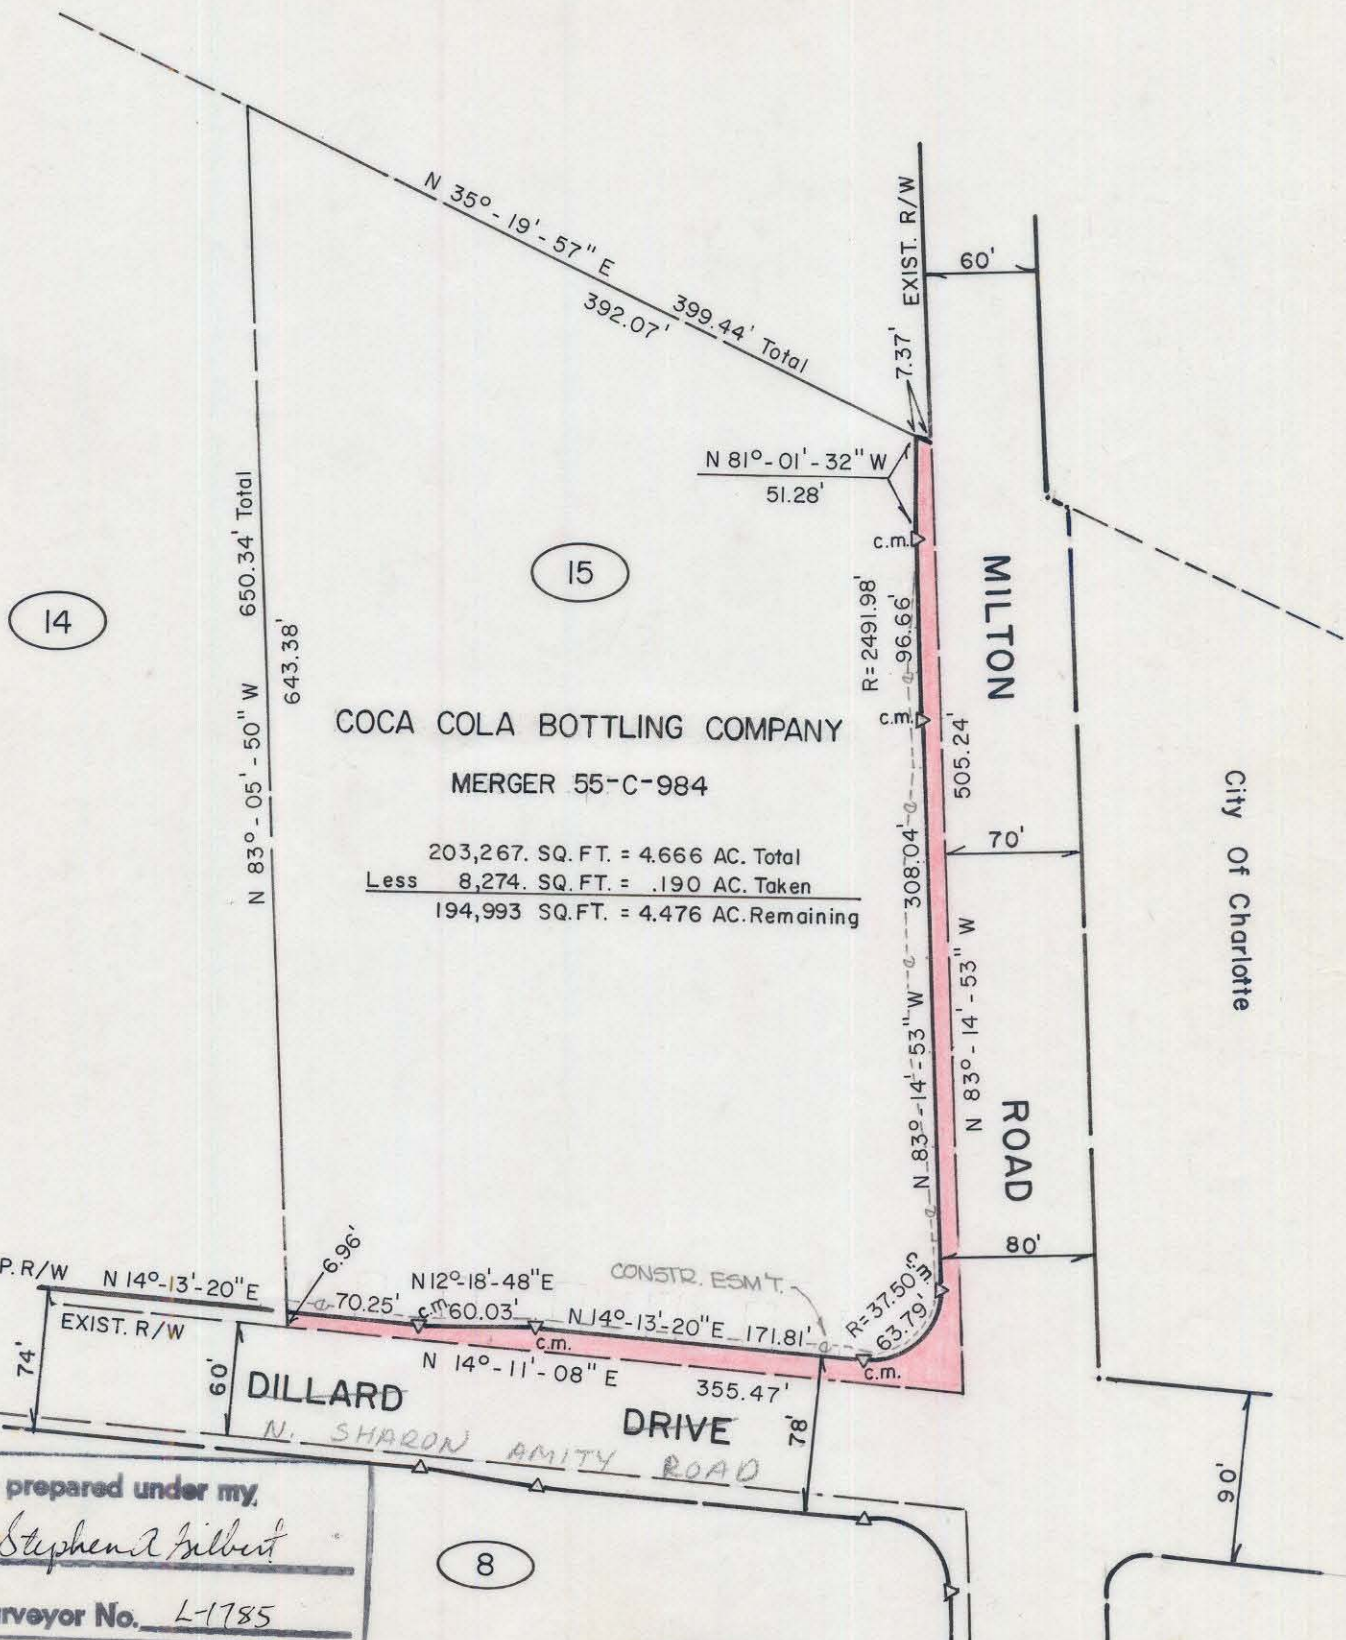 N 35°-19'-57" E
399.44' Total
392.07'
EXIST. R/W
60'
7.37'
N 81°-01'-32" W
51.28'
c.m.
650.34' Total
N 83°-05'-50" W
643.38'
14
15
R=2491.98'
96.66'
c.m.
MILTON
505.24'
COCA COLA BOTTLING COMPANY
MERGER 55-C-984
203,267. SQ. FT. = 4.666 AC. Total
Less 8,274. SQ. FT. = .190 AC. Taken
194,993 SQ. FT. = 4.476 AC. Remaining
308.04'
70'
City Of Charlotte
N 83°-14'-53" W
N 83°-14'-53" W
ROAD
80'
P. R/W
N 14°-13'-20" E
EXIST. R/W
6.96'
70.25'
N 12°-18'-48" E
c.m.
60.03'
c.m.
CONSTR. ESM'T.
N 14°-13'-20" E 171.81'
R=37.50'
63.79'
c.m.
c.m.
74'
60'
N 14°-11'-08" E
355.47'
DILLARD DRIVE
N. SHARON AMITY ROAD
78'
90'
prepared under my
Stephen A Gilbert
rveyor No. L-1785
8